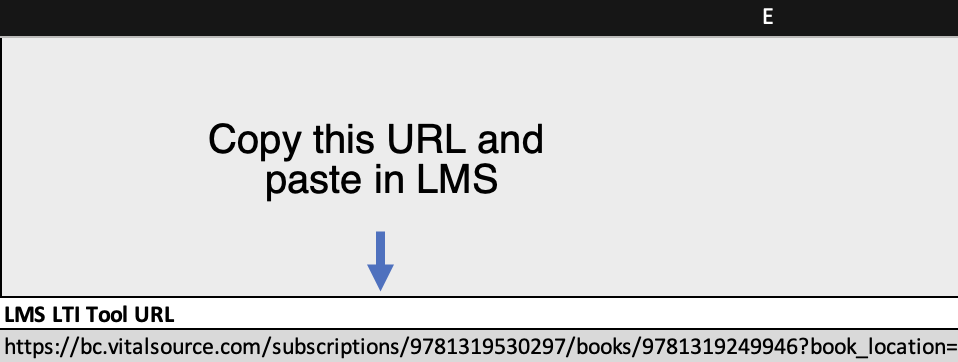 E
Copy this URL and
paste in LMS
LMS LTI Tool URL
https://bc.vitalsource.com/subscriptions/9781319530297/books/9781319249946?book_location=